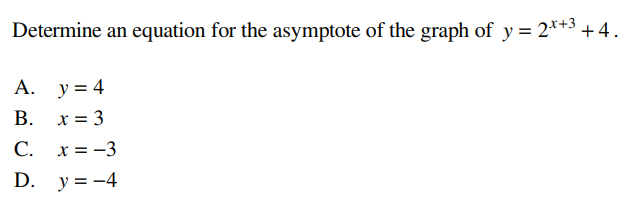 Determine an equation for the asymptote of the graph of y = 2^{x+3} + 4.
A. y = 4
B. x = 3
C. x = −3
D. y = −4